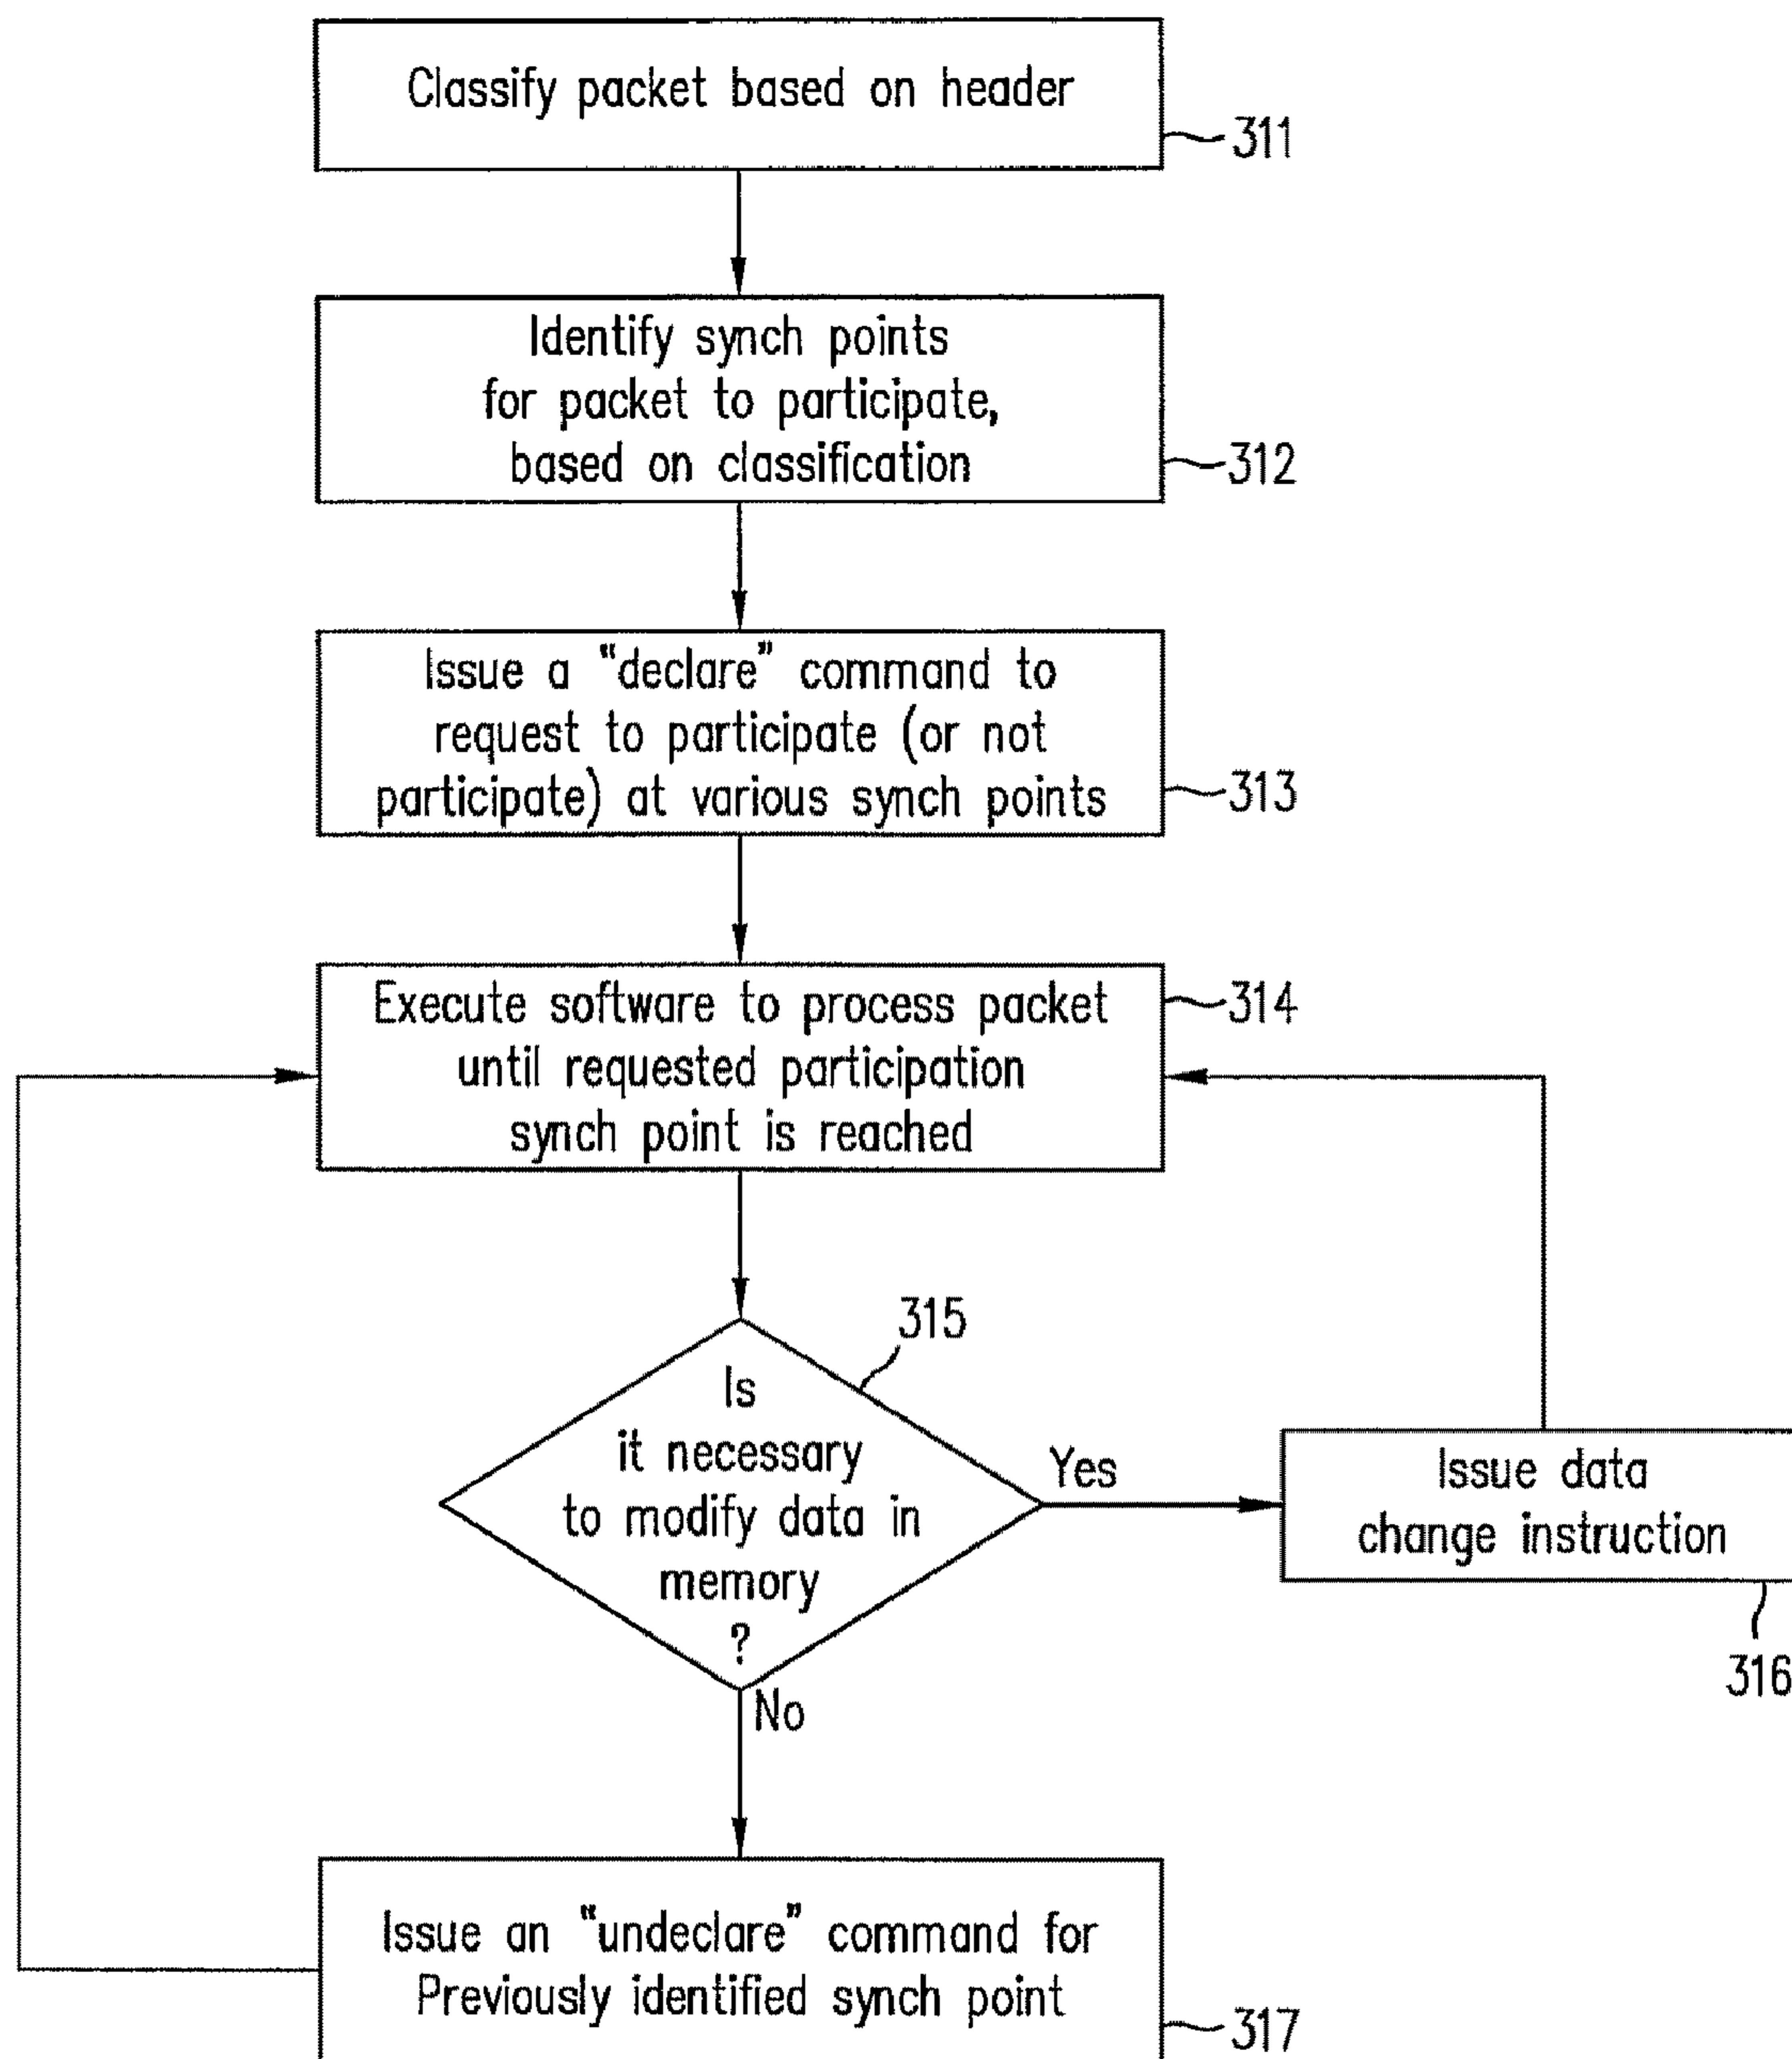 Classify packet based on header
311
Identify synch points
for packet to participate,
based on classification
312
Issue a “declare” command to
request to participate (or not
participate) at various synch points
313
Execute software to process packet
until requested participation
synch point is reached
314
315
Is
it necessary
to modify data in
memory
?
Yes
Issue data
change instruction
316
No
Issue an “undeclare” command for
Previously identified synch point
317